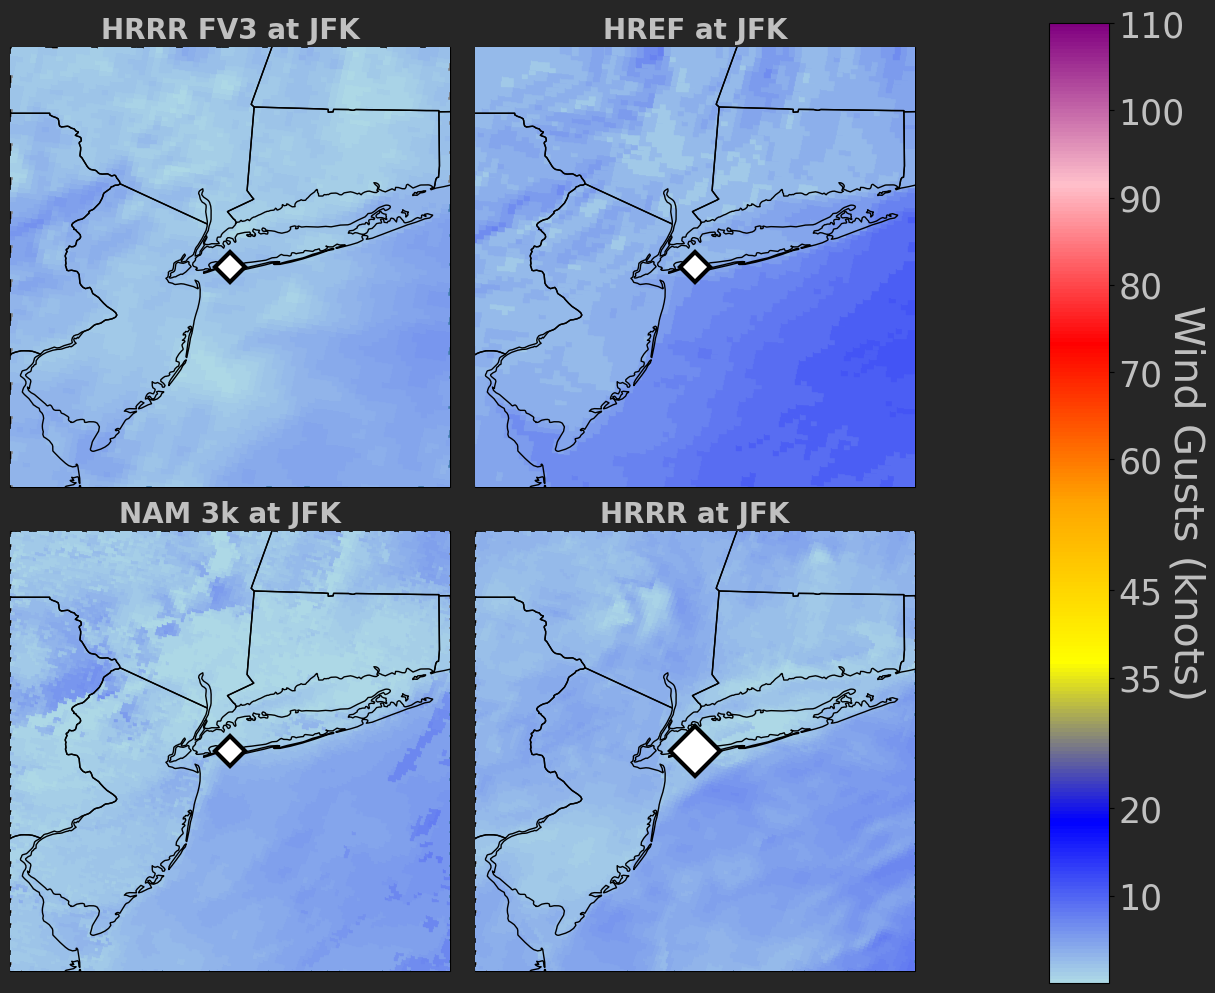 HRRR FV3 at JFK
HREF at JFK
NAM 3k at JFK
HRRR at JFK
110
100
90
80
70
60
45
35
20
10
Wind Gusts (knots)